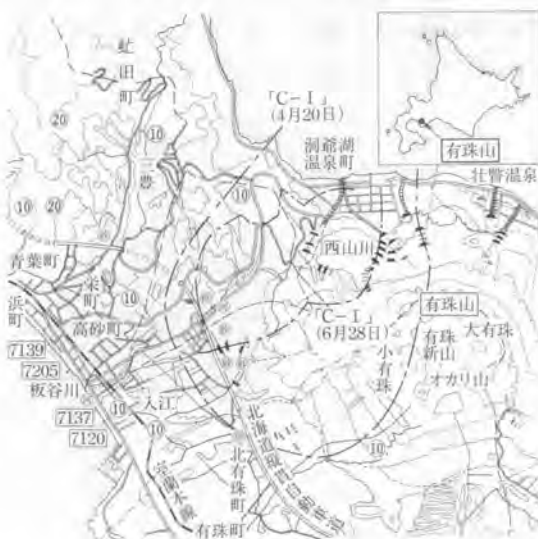 虻田町
「C-I」
(4月20日)
洞爺湖
温泉町
有珠山
壮瞥温泉
20
10
三豊
10
10
20
青葉町
栄町
10
西山川
「C-I」
(6月28日)
有珠山
大有珠
有珠
新山
小有珠
オカリ山
浜町
高砂町
7139
7205
板谷川
7137
7120
入江
10
10
北海道縦貫自動車道
北有珠町
室蘭本線
有珠町